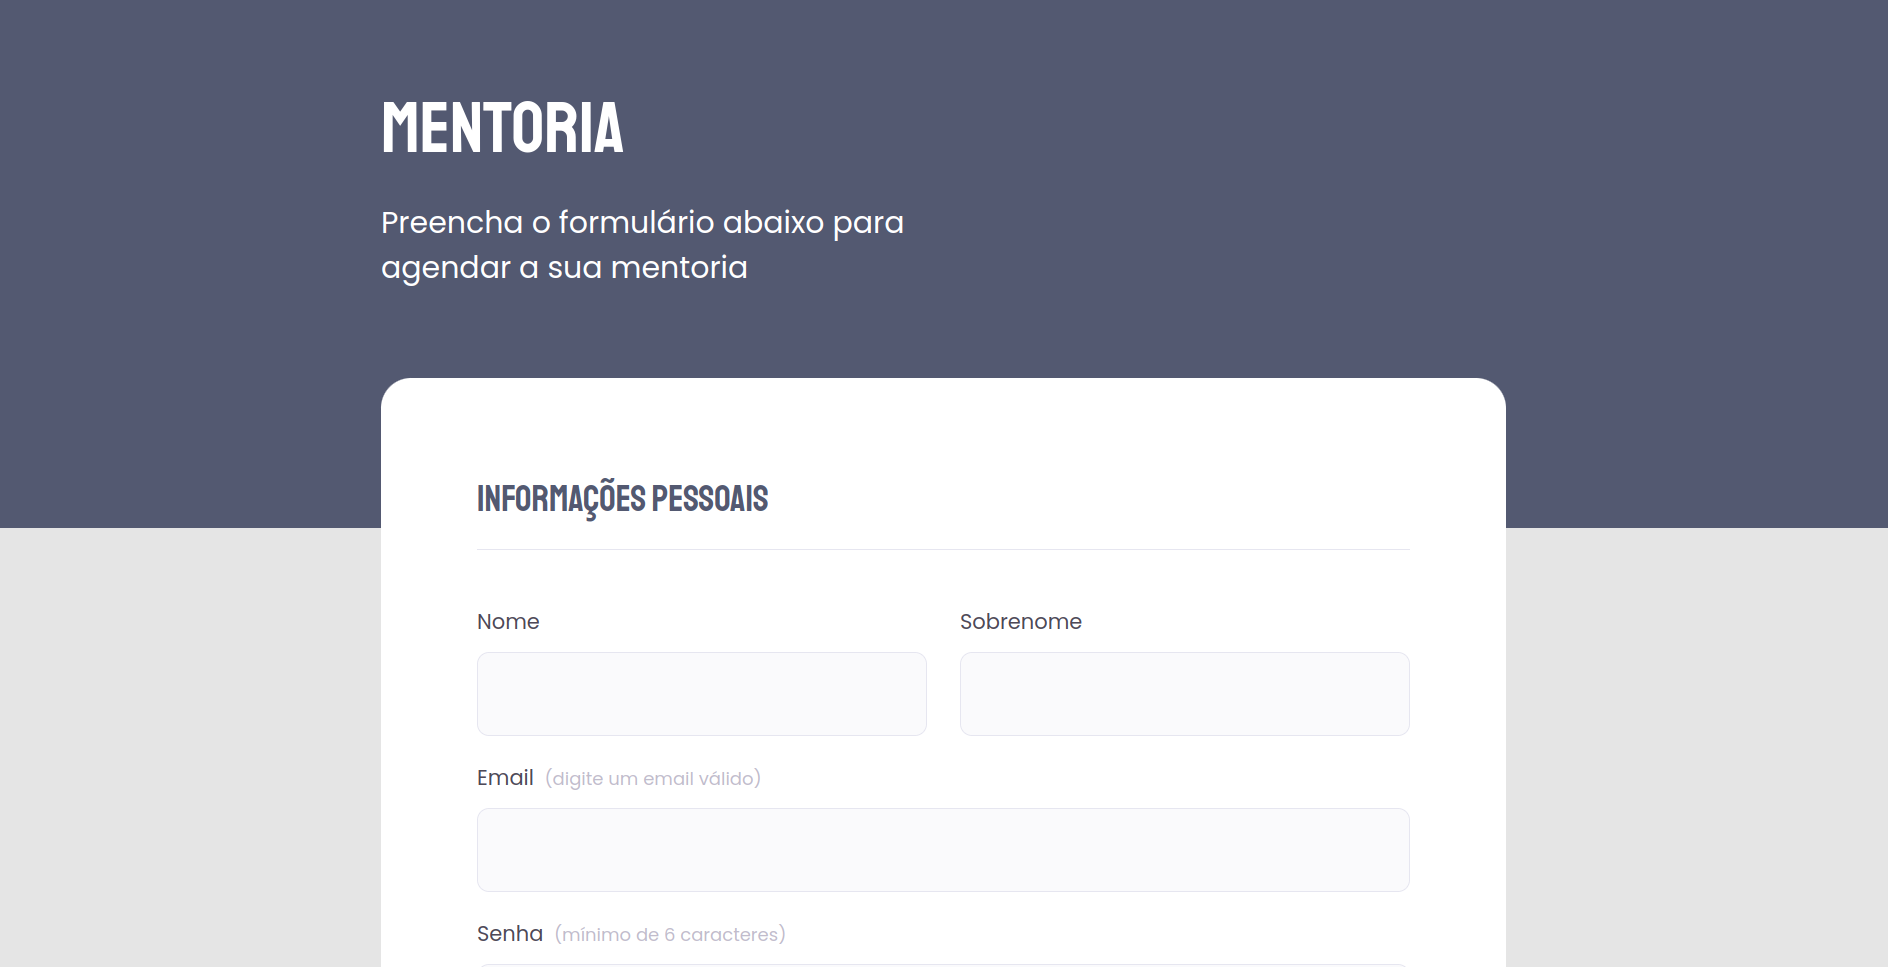 MENTORIA
Preencha o formulário abaixo para
agendar a sua mentoria
INFORMAÇÕES PESSOAIS
Nome
Sobrenome
Email (digite um email válido)
Senha (mínimo de 6 caracteres)